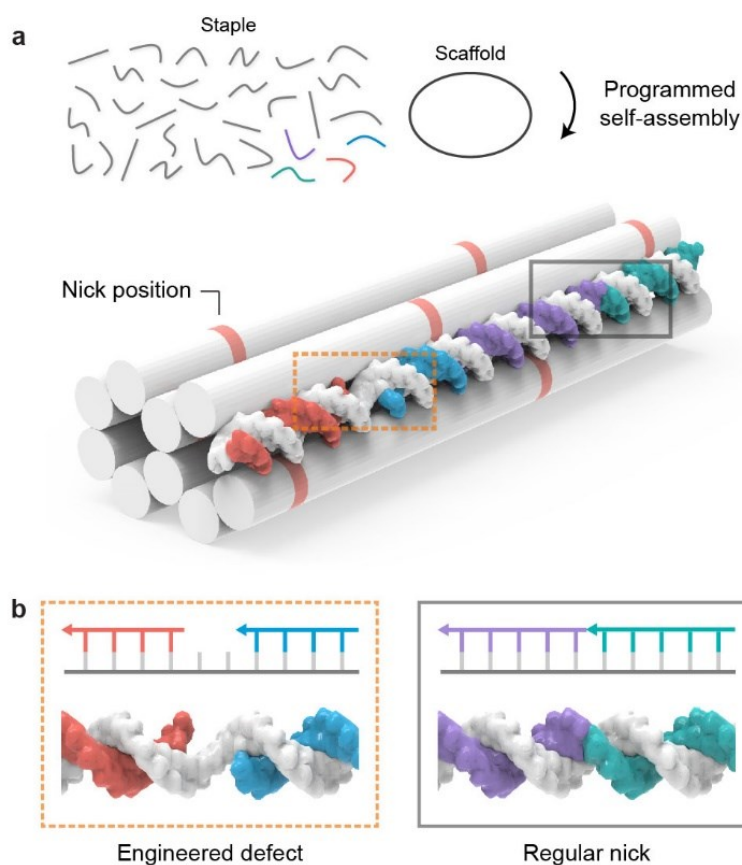 a
Staple
Scaffold
Programmed
self-assembly
Nick position
b
Engineered defect
Regular nick